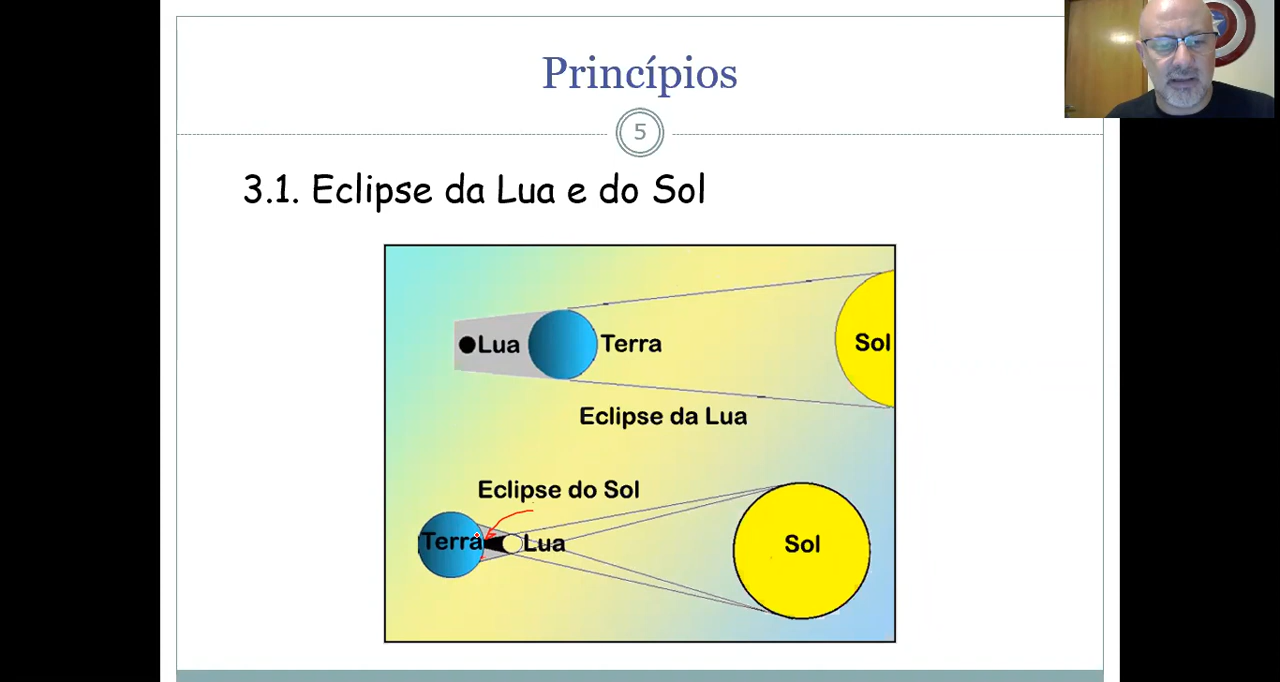 Princípios
5
3.1. Eclipse da Lua e do Sol
Lua
Terra
Sol
Eclipse da Lua
Eclipse do Sol
Terra
Lua
Sol